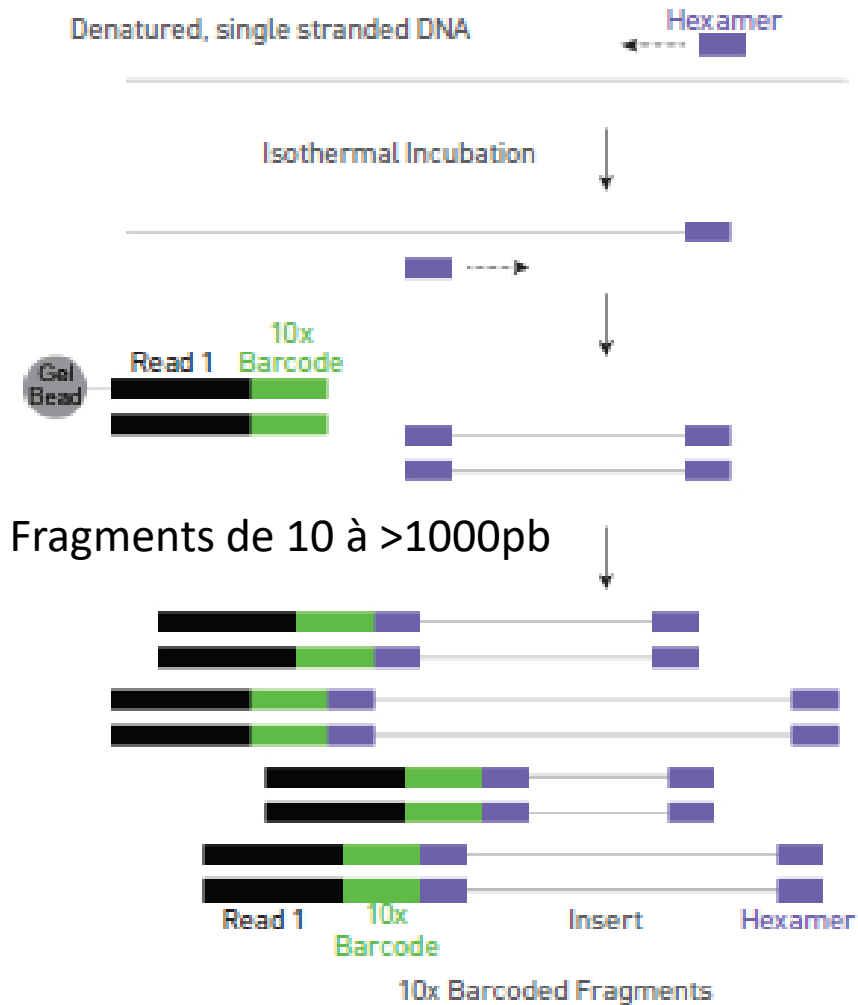 Denatured, single stranded DNA
Hexamer
Isothermal Incubation
10x
Read 1 Barcode
Gel
Bead
Fragments de 10 à >1000pb
Read 1
10x
Barcode
Insert
Hexamer
10x Barcoded Fragments